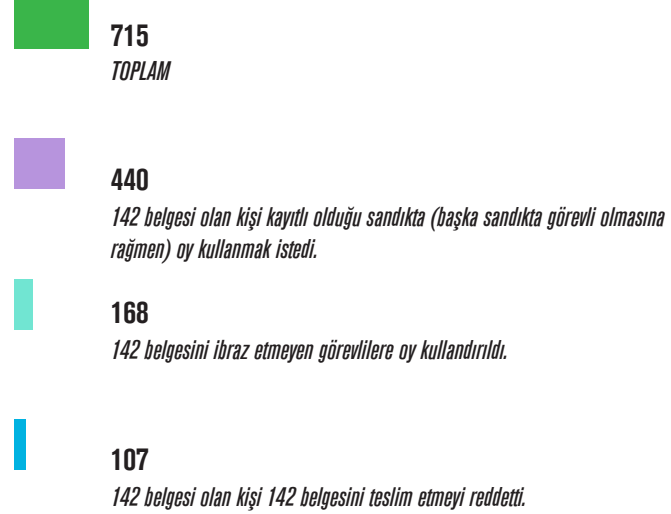 715
TOPLAM
440
142 belgesi olan kişi kayıtlı olduğu sandıkta (başka sandıkta görevli olmasına
rağmen) oy kullanmak istedi.
168
142 belgesini ibraz etmeyen görevlilere oy kullandırıldı.
107
142 belgesi olan kişi 142 belgesini teslim etmeyi reddetti.